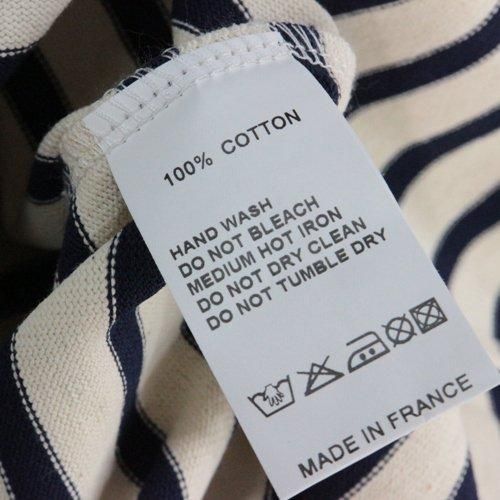 100% COTTON
HAND WASH
DO NOT BLEACH
MEDIUM HOT IRON
DO NOT DRY CLEAN
DO NOT TUMBLE DRY
MADE IN FRANCE